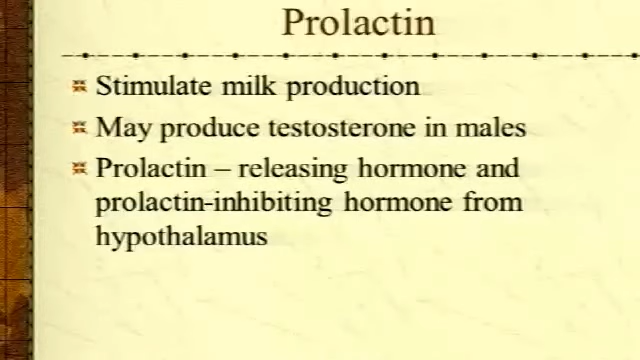 Prolactin
Stimulate milk production
May produce testosterone in males
Prolactin – releasing hormone and
prolactin-inhibiting hormone from
hypothalamus